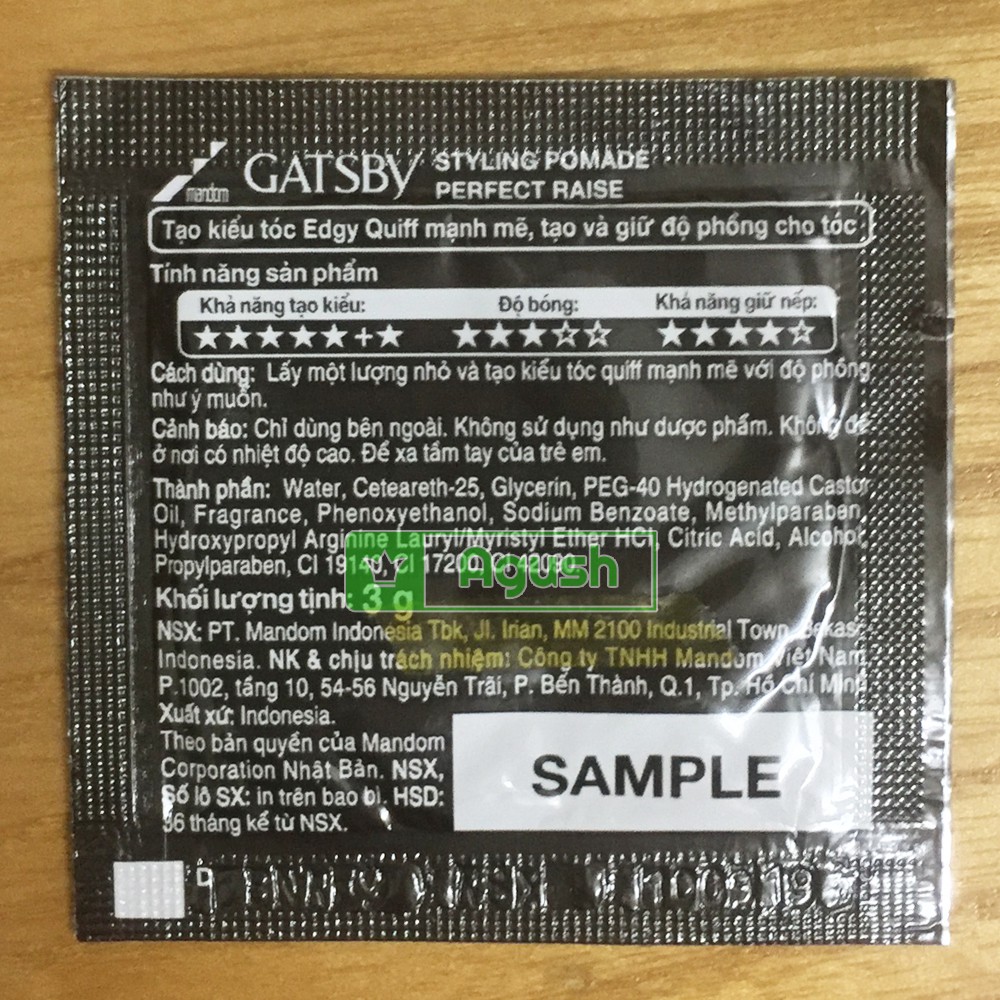 mandom
GATSBY
STYLING POMADE
PERFECT RAISE
Tạo kiểu tóc Edgy Quiff mạnh mẽ, tạo và giữ độ phồng cho tóc
Tính năng sản phẩm
Khả năng tạo kiểu: Độ bóng: Khả năng giữ nếp:
★★★★★+★ ★★★☆☆ ★★★★☆
Cách dùng: Lấy một lượng nhỏ và tạo kiểu tóc quiff mạnh mẽ với độ phồng
như ý muốn.
Cảnh báo: Chỉ dùng bên ngoài. Không sử dụng như dược phẩm. Không để
ở nơi có nhiệt độ cao. Để xa tầm tay của trẻ em.
Thành phần: Water, Ceteareth-25, Glycerin, PEG-40 Hydrogenated Castor
Oil, Fragrance, Phenoxyethanol, Sodium Benzoate, Methylparaben,
Hydroxypropyl Arginine Lauryl/Myristyl Ether HCl, Citric Acid, Alcohol,
Propylparaben, CI 19140, CI 17200, CI 42090.
Agush
Khối lượng tịnh: 3 g
NSX: PT. Mandom Indonesia Tbk, Jl. Irian, MM 2100 Industrial Town, Bekasi
Indonesia. NK & chịu trách nhiệm: Công ty TNHH Mandom Việt Nam,
P.1002, tầng 10, 54-56 Nguyễn Trãi, P. Bến Thành, Q.1, Tp. Hồ Chí Minh.
Xuất xứ: Indonesia.
Theo bản quyền của Mandom
Corporation Nhật Bản. NSX,
Số lô SX: in trên bao bì. HSD:
36 tháng kể từ NSX.
SAMPLE
D